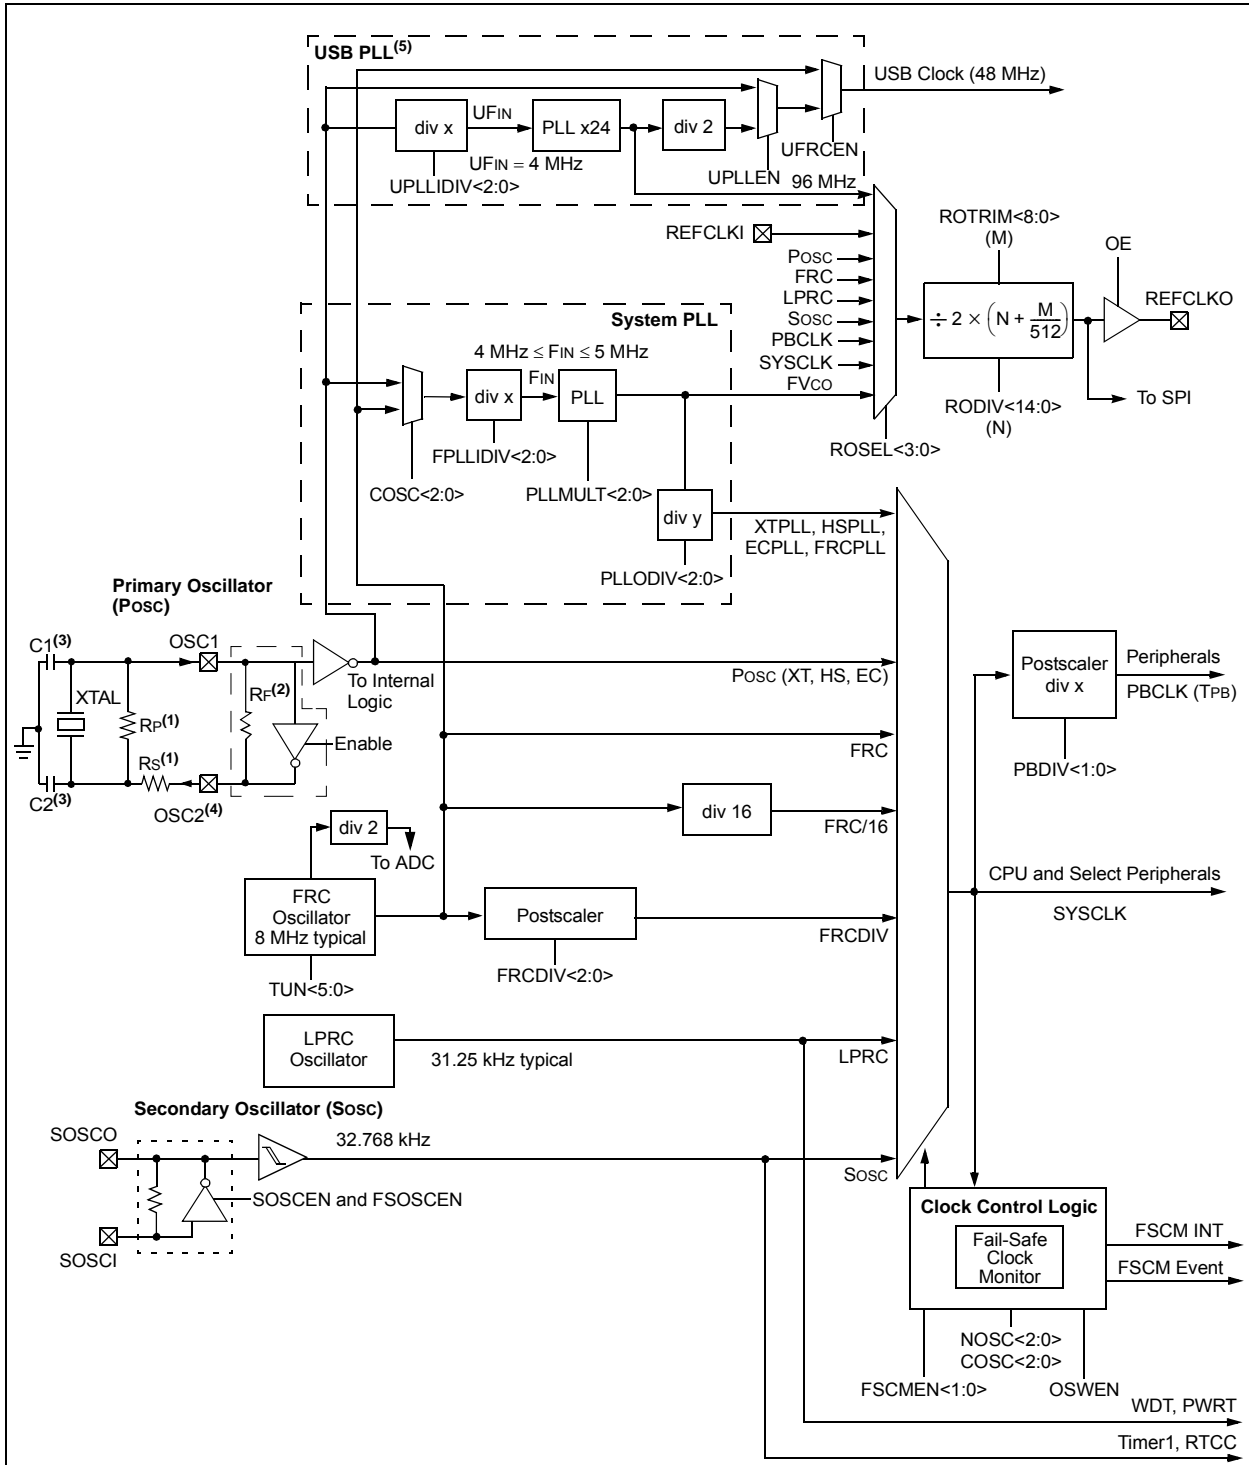 USB PLL(5)
USB Clock (48 MHz)
div x
UFIN
PLL x24
div 2
UFIN = 4 MHz
UFRCEN
UPLLIDIV<2:0>
UPLLEN
96 MHz
ROTRIM<8:0>
(M)
OE
REFCLKI
POSC
FRC
LPRC
SOSC
PBCLK
SYSCLK
FVCO
÷ 2 × (N + M/512)
REFCLKO
To SPI
RODIV<14:0>
(N)
ROSEL<3:0>
System PLL
4 MHz ≤ FIN ≤ 5 MHz
FIN
div x
PLL
FPLLIDIV<2:0>
COSC<2:0>
PLLMULT<2:0>
div y
XTPLL, HSPLL,
ECPLL, FRCPLL
PLLODIV<2:0>
Primary Oscillator
(POSC)
C1(3)
OSC1
XTAL
RP(1)
RF(2)
To Internal
Logic
Enable
RS(1)
C2(3)
OSC2(4)
POSC (XT, HS, EC)
Postscaler
div x
Peripherals
PBCLK (TPB)
PBDIV<1:0>
FRC
div 16
FRC/16
div 2
To ADC
FRC
Oscillator
8 MHz typical
TUN<5:0>
Postscaler
FRCDIV
FRCDIV<2:0>
CPU and Select Peripherals
SYSCLK
LPRC
Oscillator
31.25 kHz typical
LPRC
Secondary Oscillator (SOSC)
SOSCO
32.768 kHz
SOSC
SOSCEN and FSOSCEN
SOSCI
Clock Control Logic
Fail-Safe
Clock
Monitor
FSCM INT
FSCM Event
NOSC<2:0>
COSC<2:0>
FSCMEN<1:0>
OSWEN
WDT, PWRT
Timer1, RTCC